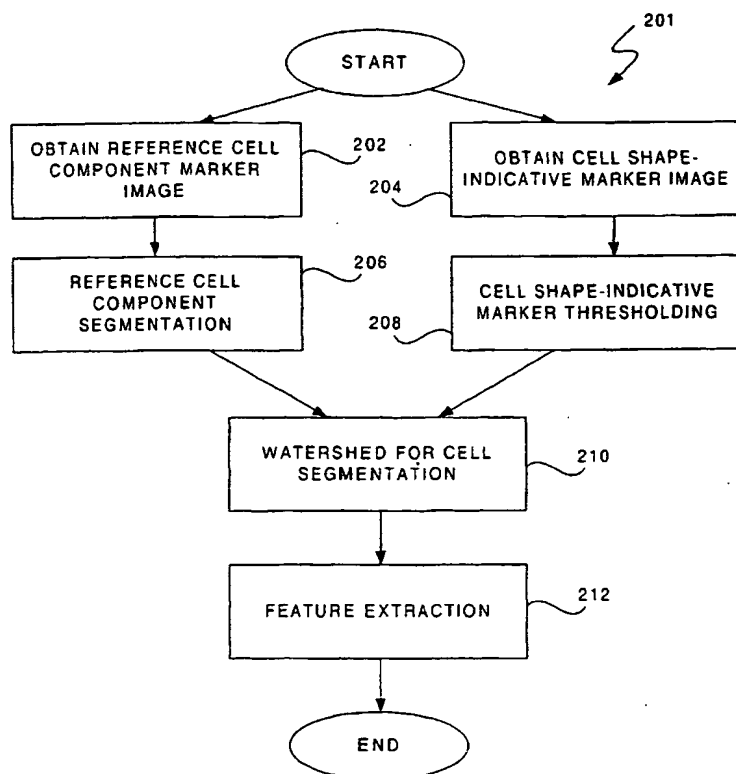 201
START
OBTAIN REFERENCE CELL
COMPONENT MARKER
IMAGE
202
OBTAIN CELL SHAPE-
INDICATIVE MARKER IMAGE
204
REFERENCE CELL
COMPONENT
SEGMENTATION
206
CELL SHAPE-INDICATIVE
MARKER THRESHOLDING
208
WATERSHED FOR CELL
SEGMENTATION
210
FEATURE EXTRACTION
212
END